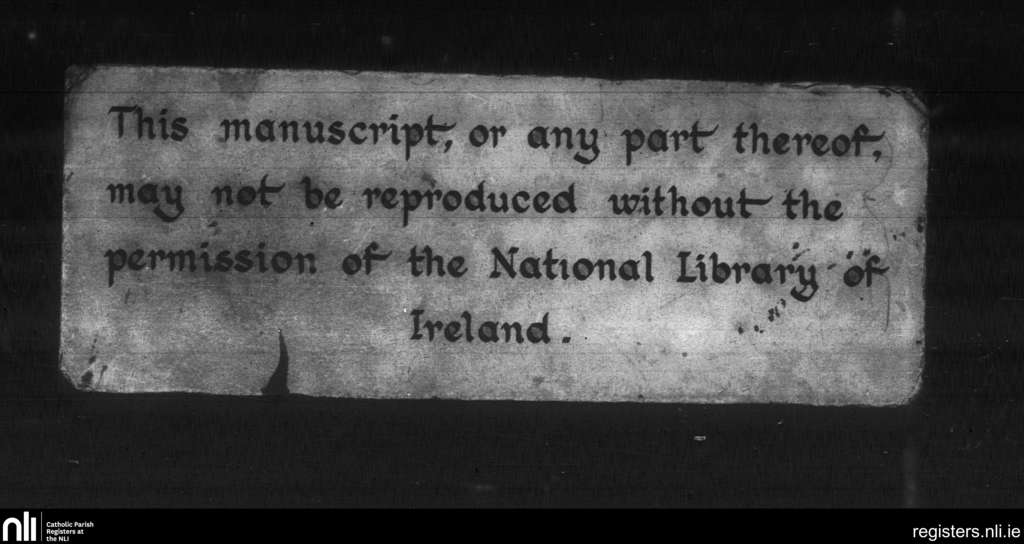 This manuscript, or any part thereof,
may not be reproduced without the
permission of the National Library of
Ireland.
nli
Catholic Parish
Registers at
the NLI
registers.nli.ie